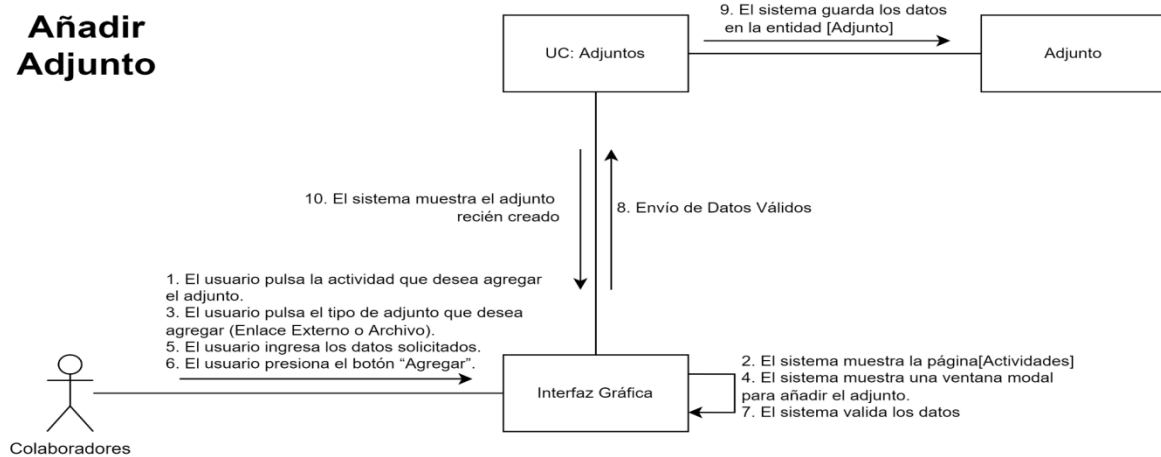 Añadir
Adjunto
9. El sistema guarda los datos
en la entidad [Adjunto]
UC: Adjuntos
Adjunto
10. El sistema muestra el adjunto
recién creado
8. Envío de Datos Válidos
1. El usuario pulsa la actividad que desea agregar
el adjunto.
3. El usuario pulsa el tipo de adjunto que desea
agregar (Enlace Externo o Archivo).
5. El usuario ingresa los datos solicitados.
6. El usuario presiona el botón “Agregar”.
Interfaz Gráfica
2. El sistema muestra la página[Actividades]
4. El sistema muestra una ventana modal
para añadir el adjunto.
7. El sistema valida los datos
Colaboradores